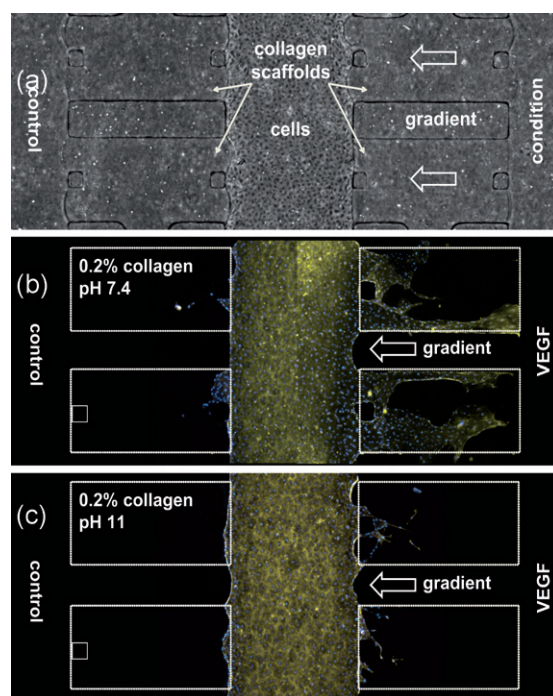 (a)
control
collagen
scaffolds
cells
gradient
condition
(b)
0.2% collagen
pH 7.4
control
gradient
VEGF
(c)
0.2% collagen
pH 11
control
gradient
VEGF